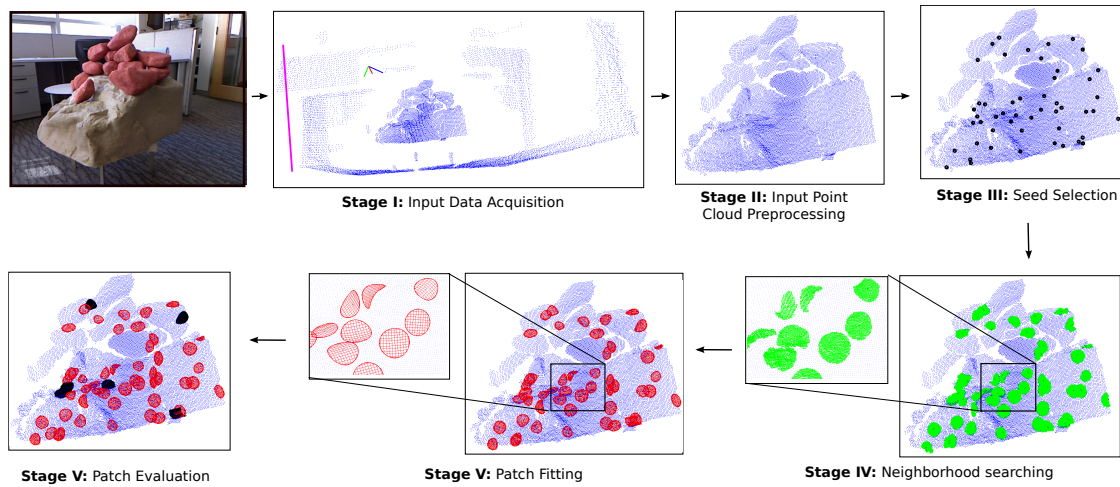 Stage I: Input Data Acquisition
Stage II: Input Point
Cloud Preprocessing
Stage III: Seed Selection
Stage V: Patch Evaluation
Stage V: Patch Fitting
Stage IV: Neighborhood searching